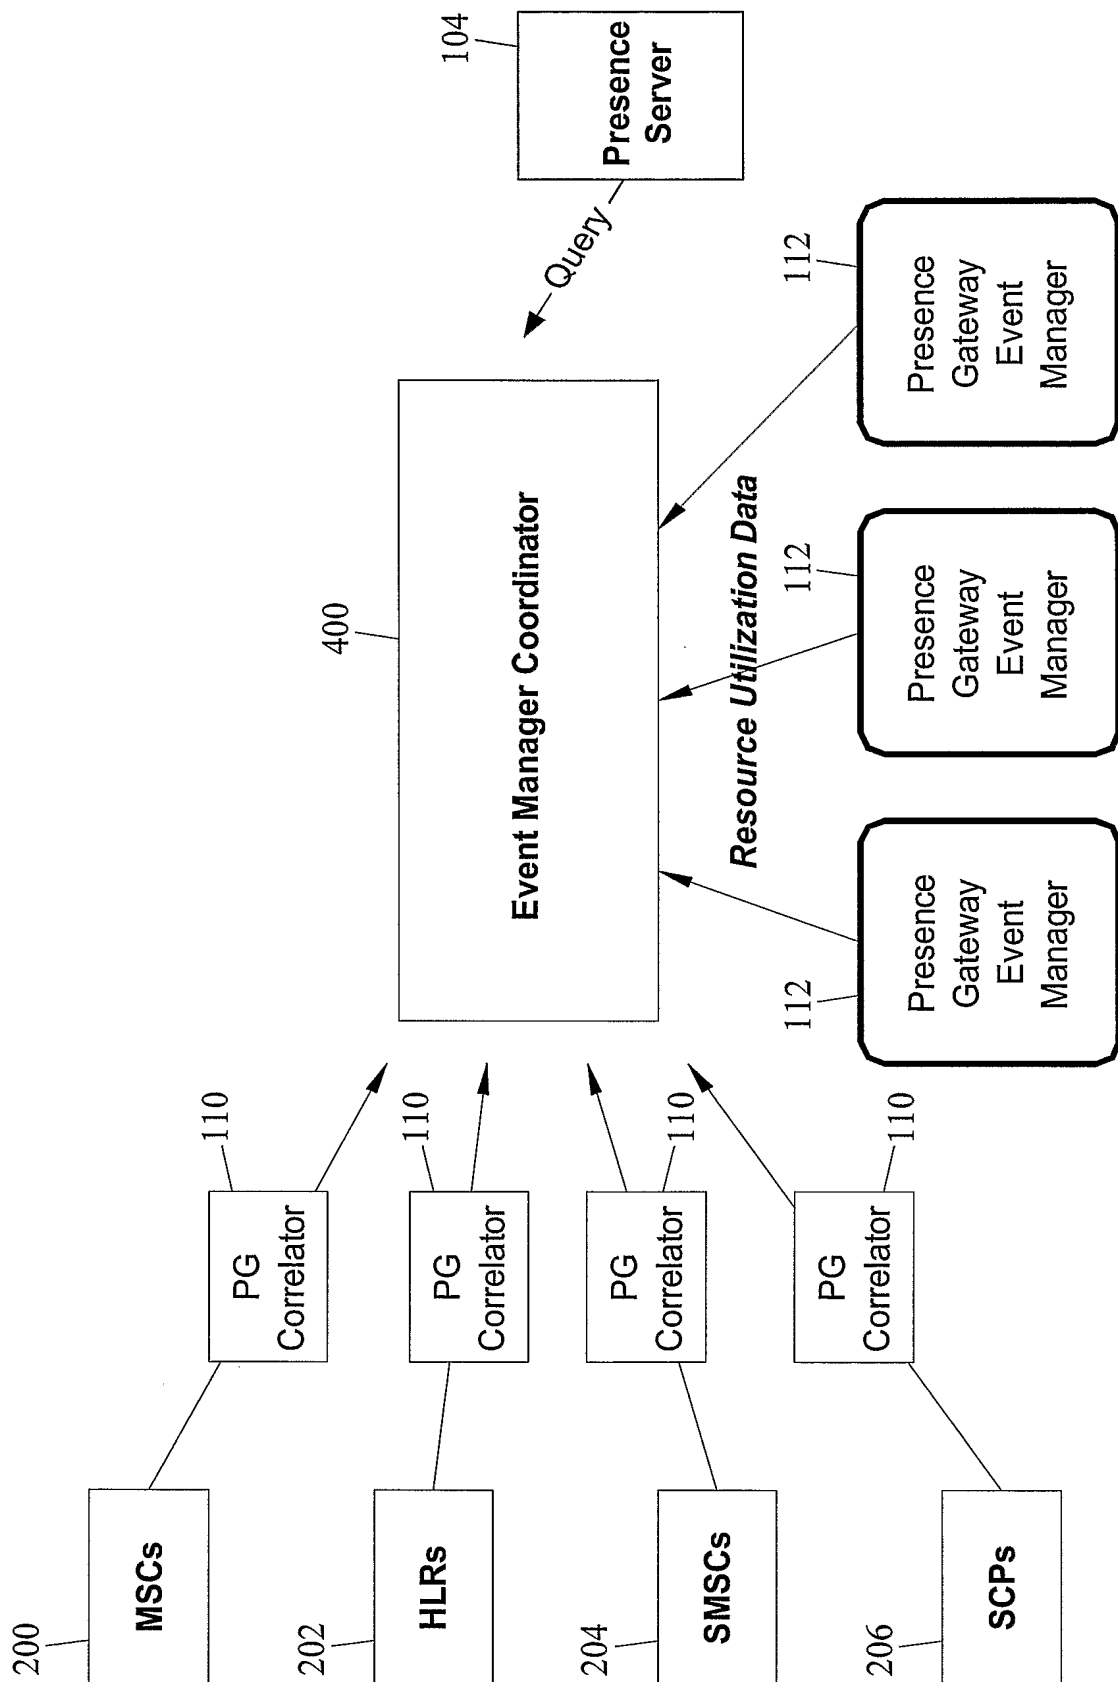 200
MSCs
202
HLRs
204
SMSCs
206
SCPs
110
PG
Correlator
110
PG
Correlator
110
PG
Correlator
110
PG
Correlator
400
Event Manager Coordinator
Resource Utilization Data
112
Presence
Gateway
Event
Manager
112
Presence
Gateway
Event
Manager
112
Presence
Gateway
Event
Manager
Query
104
Presence
Server